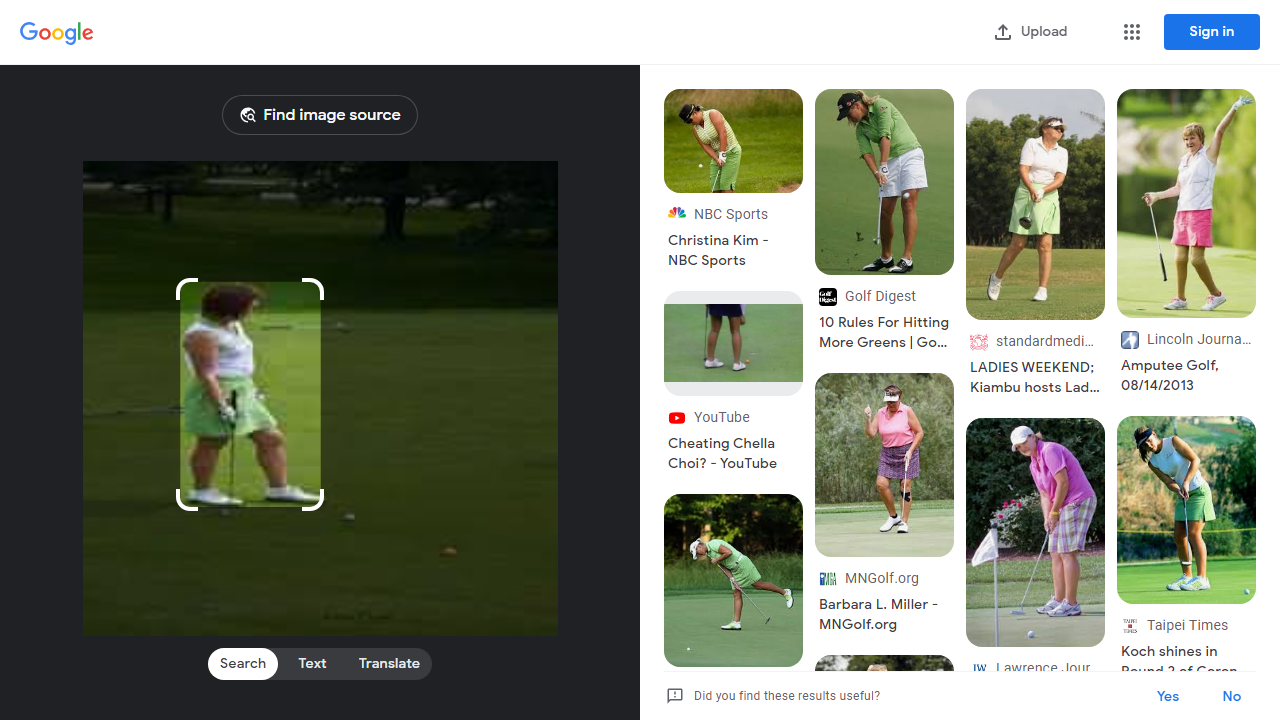 Google
Upload
Sign in
Find image source
Search
Text
Translate
NBC Sports
Christina Kim -
NBC Sports
YouTube
Cheating Chella
Choi? - YouTube
Golf Digest
10 Rules For Hitting
More Greens | Go...
MNGolf.org
Barbara L. Miller -
MNGolf.org
standardmedi...
LADIES WEEKEND;
Kiambu hosts Lad...
Lawrence Jour
Lincoln Journa...
Amputee Golf,
08/14/2013
Taipei Times
Koch shines in
Round 2 of Coron
Did you find these results useful?
Yes
No